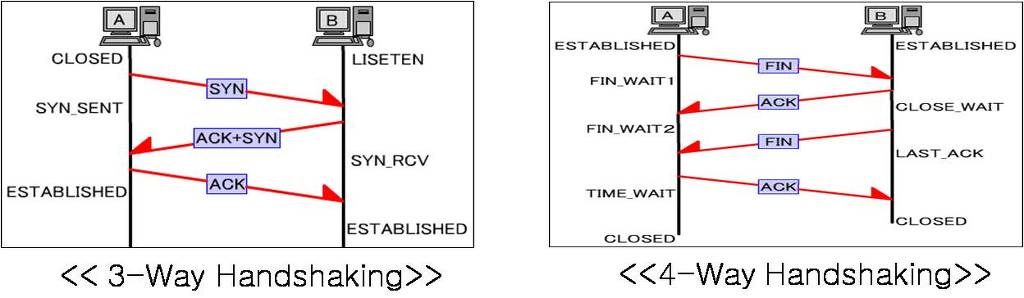 A
B
CLOSED
LISETEN
SYN
SYN_SENT
ACK+SYN
SYN_RCV
ACK
ESTABLISHED
ESTABLISHED
<< 3-Way Handshaking>>
A
B
ESTABLISHED
ESTABLISHED
FIN
FIN_WAIT1
ACK
CLOSE_WAIT
FIN_WAIT2
FIN
LAST_ACK
ACK
TIME_WAIT
CLOSED
CLOSED
<<4-Way Handshaking>>